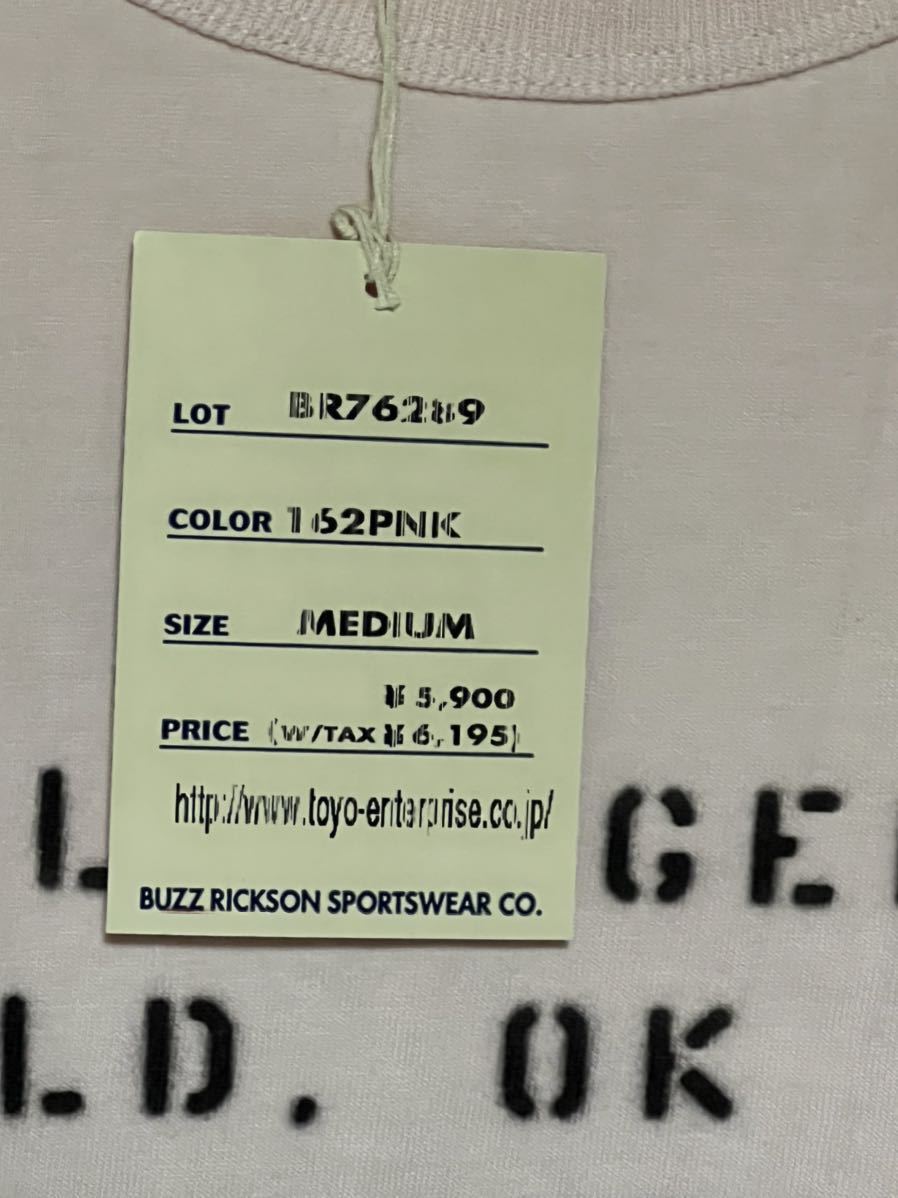 LOT BR76289
COLOR 162PNK
SIZE MEDIUM
¥5,900
PRICE (W/TAX ¥6,195)
http://www.toyo-enterprise.co.jp/
BUZZ RICKSON SPORTSWEAR CO.
L GE
LD. OK